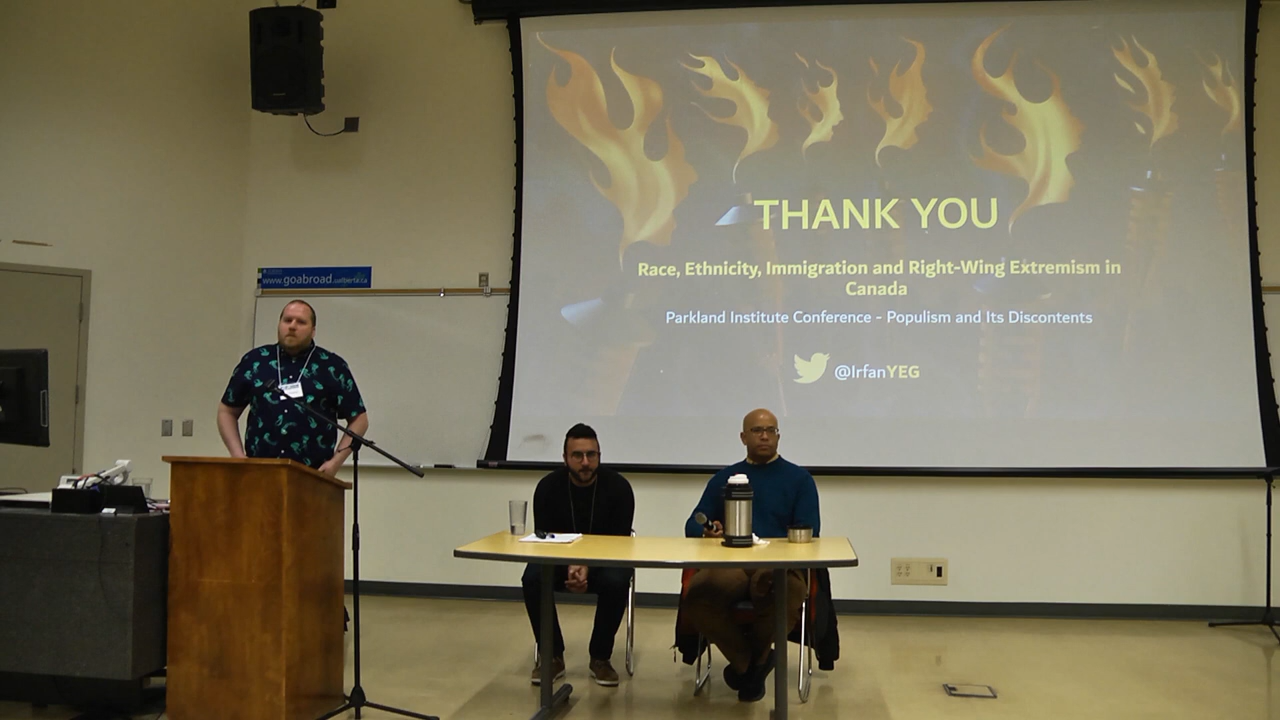 THANK YOU
Race, Ethnicity, Immigration and Right-Wing Extremism in
Canada
Parkland Institute Conference - Populism and Its Discontents
@IrfanYEG
www.goabroad.ualberta.ca